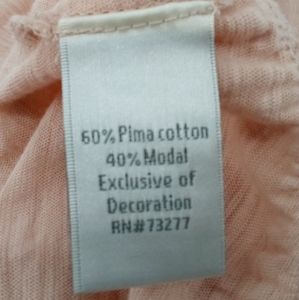 60% Pima cotton
40% Modal
Exclusive of
Decoration
RN#73277